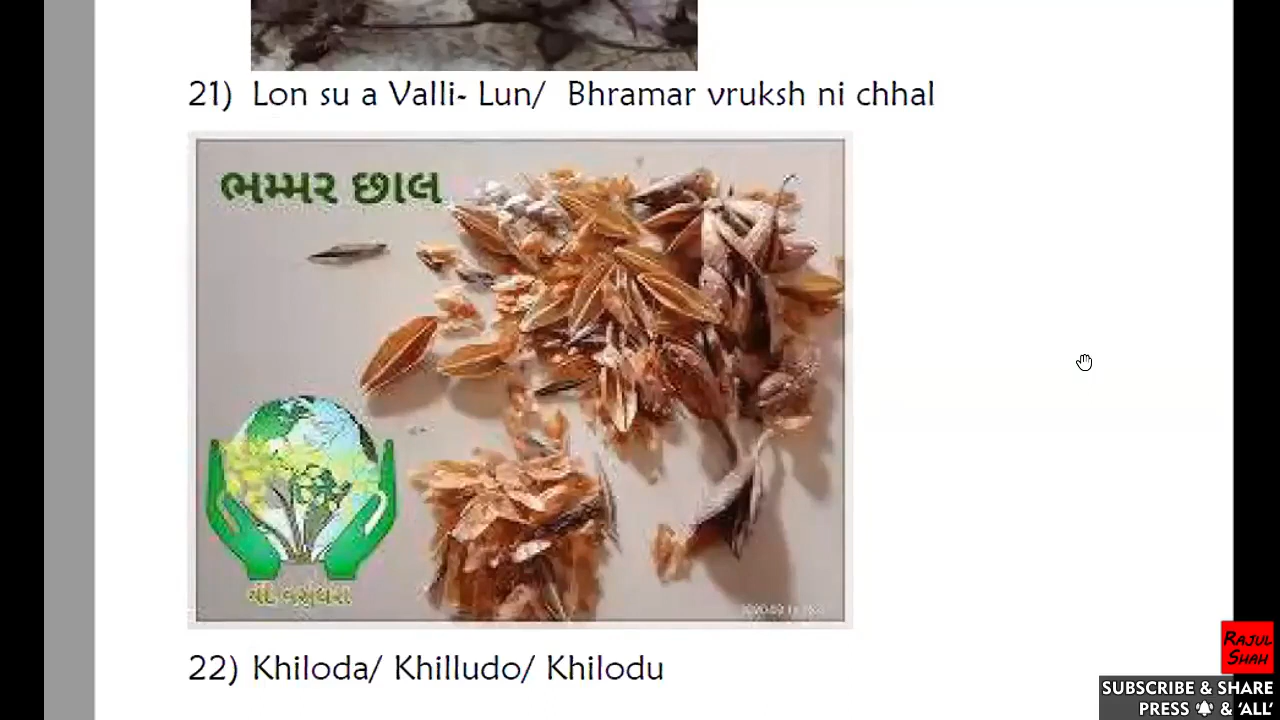 21) Lon su a Valli- Lun/ Bhramar vruksh ni chhal
ભમ્મર છાલ
22) Khiloda/ Khilludo/ Khilodu
RAJUL
SHAH
SUBSCRIBE & SHARE
PRESS & 'ALL'